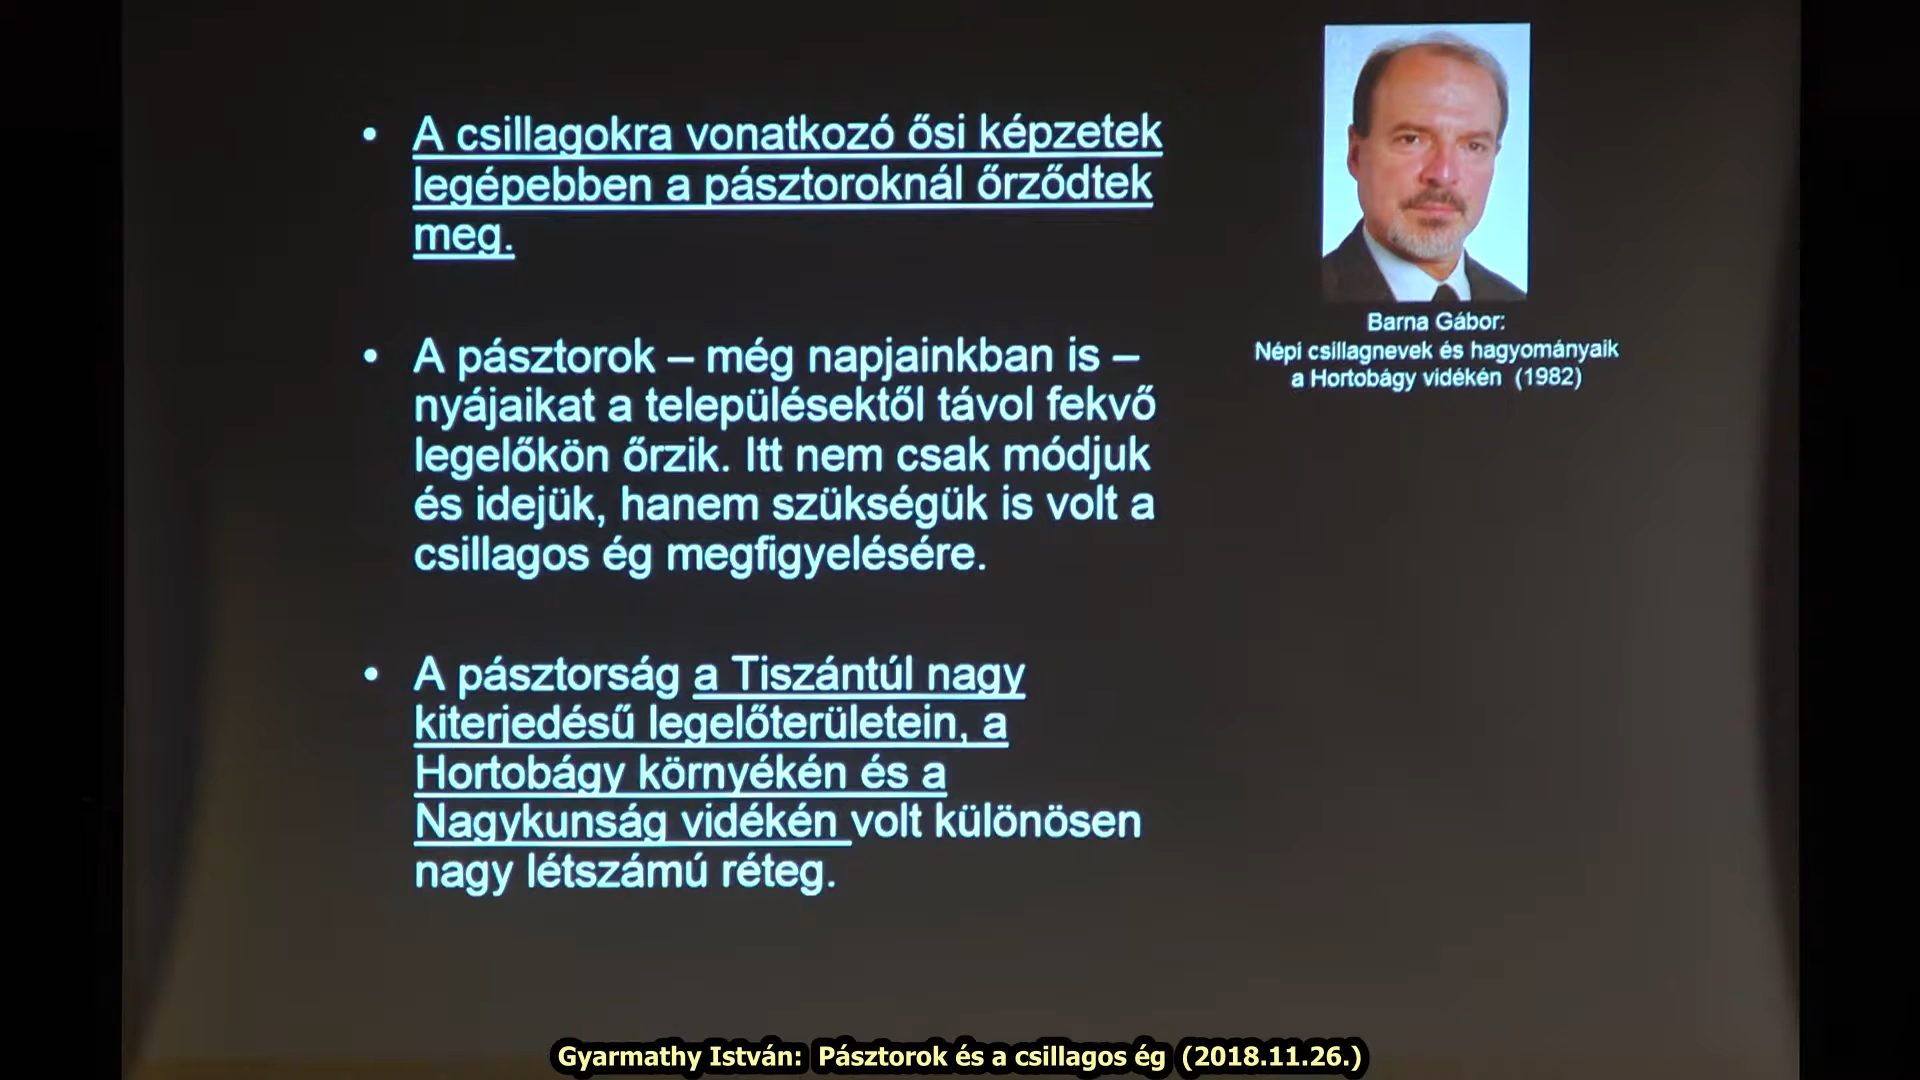 • A csillagokra vonatkozó ősi képzetek
legépebben a pásztoroknál őrződtek
meg.
• A pásztorok – még napjainkban is –
nyájaikat a településektől távol fekvő
legelőkön őrzik. Itt nem csak módjuk
és idejük, hanem szükségük is volt a
csillagos ég megfigyelésére.
• A pásztorság a Tiszántúl nagy
kiterjedésű legelőterületein, a
Hortobágy környékén és a
Nagykunság vidékén volt különösen
nagy létszámú réteg.
Barna Gábor:
Népi csillagnevek és hagyományaik
a Hortobágy vidékén (1982)
Gyarmathy István: Pásztorok és a csillagos ég (2018.11.26.)